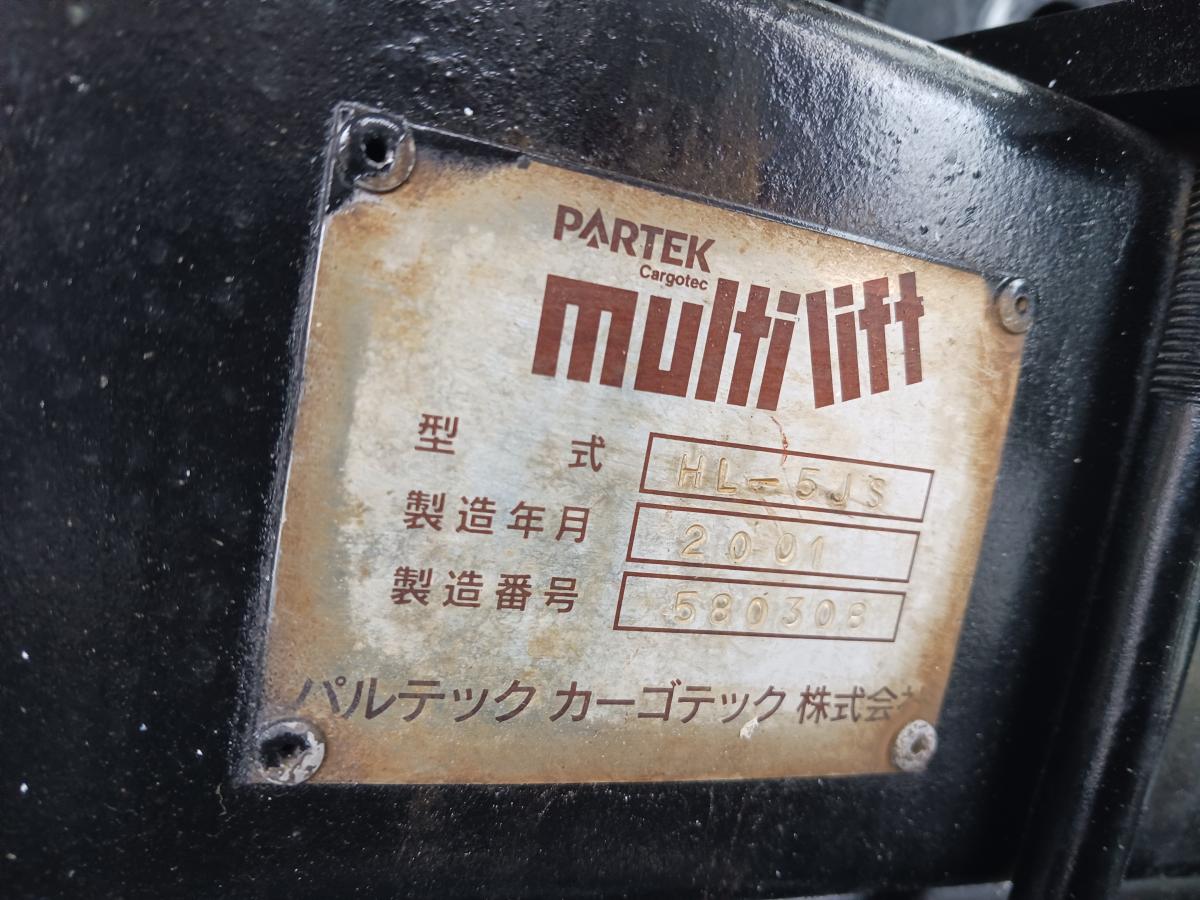 PARTEK
Cargotec
multilift
型 式 HL-5JS
製造年月 2001
製造番号 580308
パルテック カーゴテック 株式会社